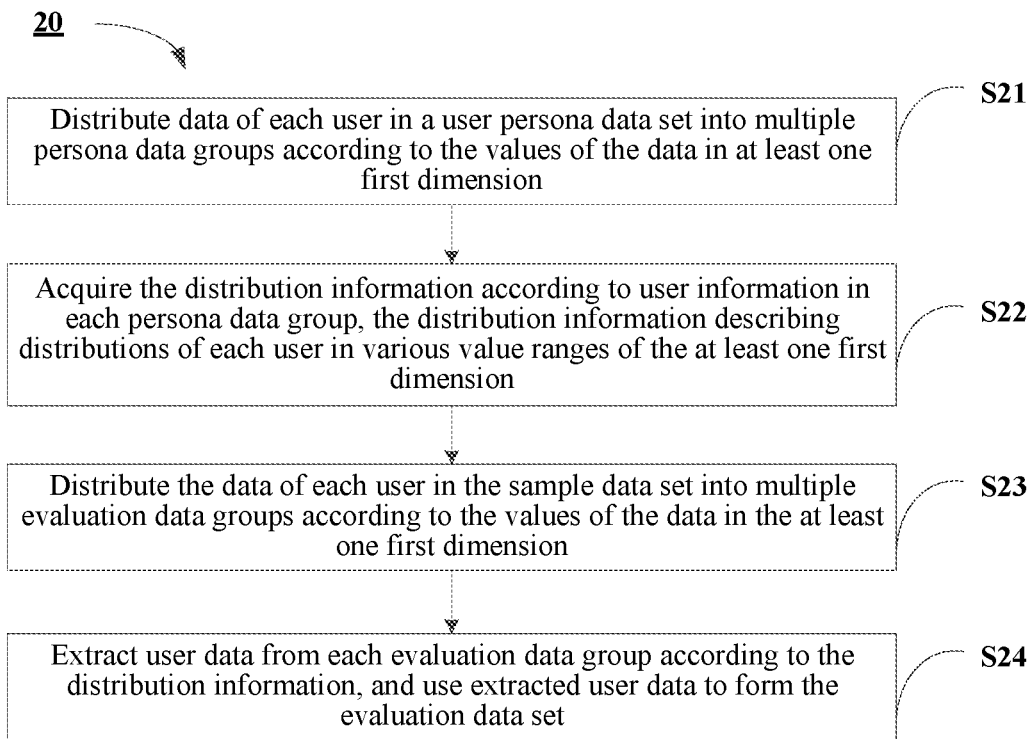 20
S21
Distribute data of each user in a user persona data set into multiple
persona data groups according to the values of the data in at least one
first dimension
S22
Acquire the distribution information according to user information in
each persona data group, the distribution information describing
distributions of each user in various value ranges of the at least one first
dimension
S23
Distribute the data of each user in the sample data set into multiple
evaluation data groups according to the values of the data in the at least
one first dimension
S24
Extract user data from each evaluation data group according to the
distribution information, and use extracted user data to form the
evaluation data set